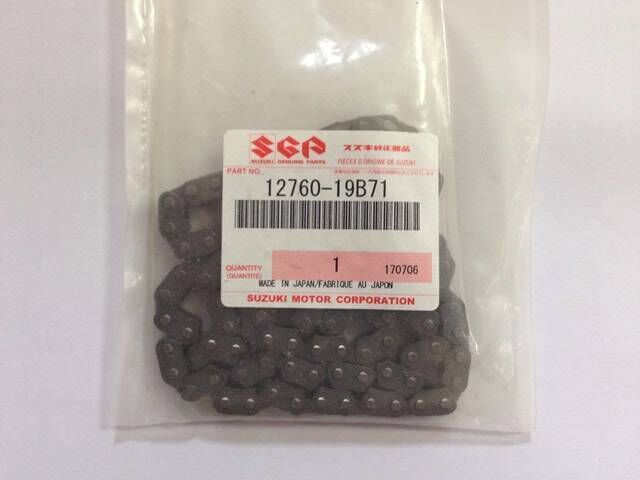 SGP スズキ純正部品
SUZUKI GENUINE PARTS PIÈCES D'ORIGINE DE SUZUKI
PART NO.
12760-19B71
QUANTITY 1 170706
(QUANTITÉ)
MADE IN JAPAN/FABRIQUE AU JAPON
SUZUKI MOTOR CORPORATION